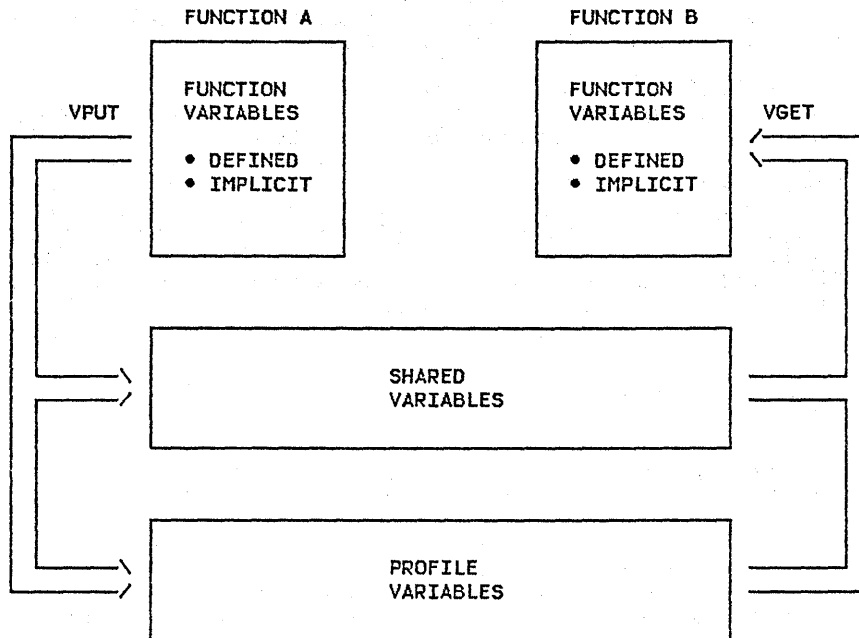 FUNCTION A
FUNCTION B
FUNCTION
VARIABLES
• DEFINED
• IMPLICIT
FUNCTION
VARIABLES
• DEFINED
• IMPLICIT
VPUT
VGET
SHARED
VARIABLES
PROFILE
VARIABLES